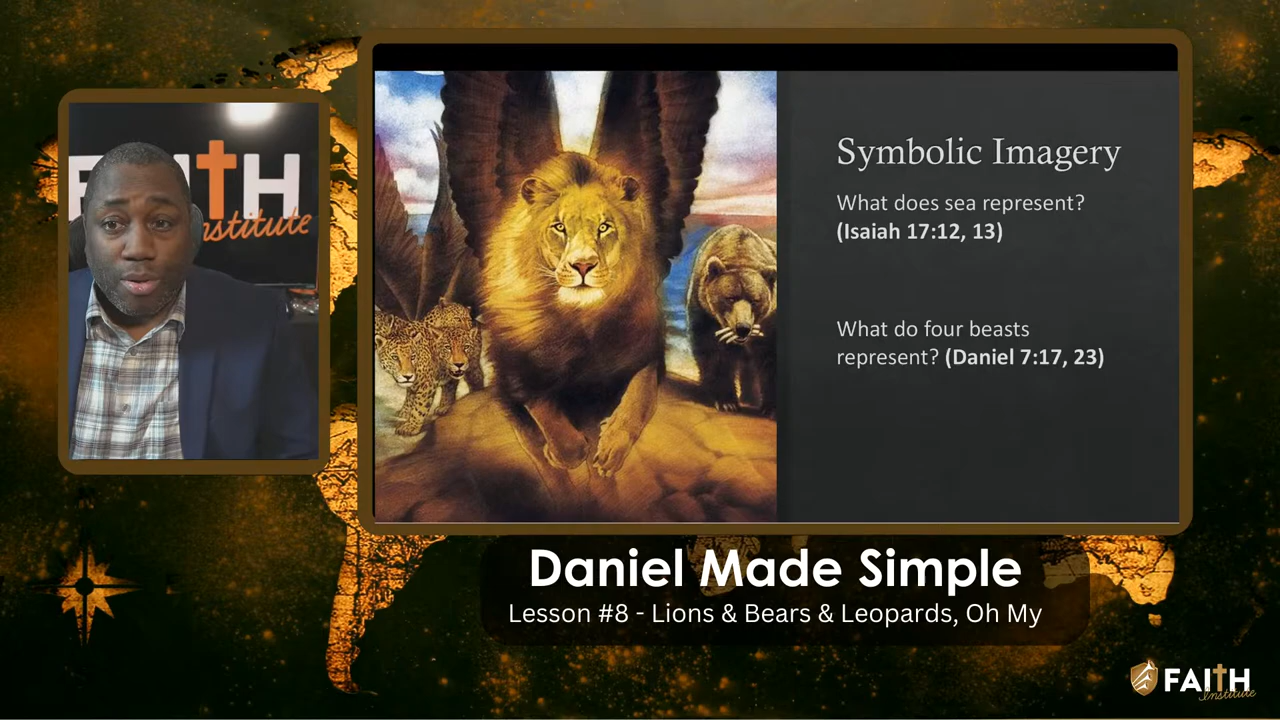 FAITH
Institute
Symbolic Imagery
What does sea represent?
(Isaiah 17:12, 13)
What do four beasts
represent? (Daniel 7:17, 23)
Daniel Made Simple
Lesson #8 - Lions & Bears & Leopards, Oh My
FAITH
Institute